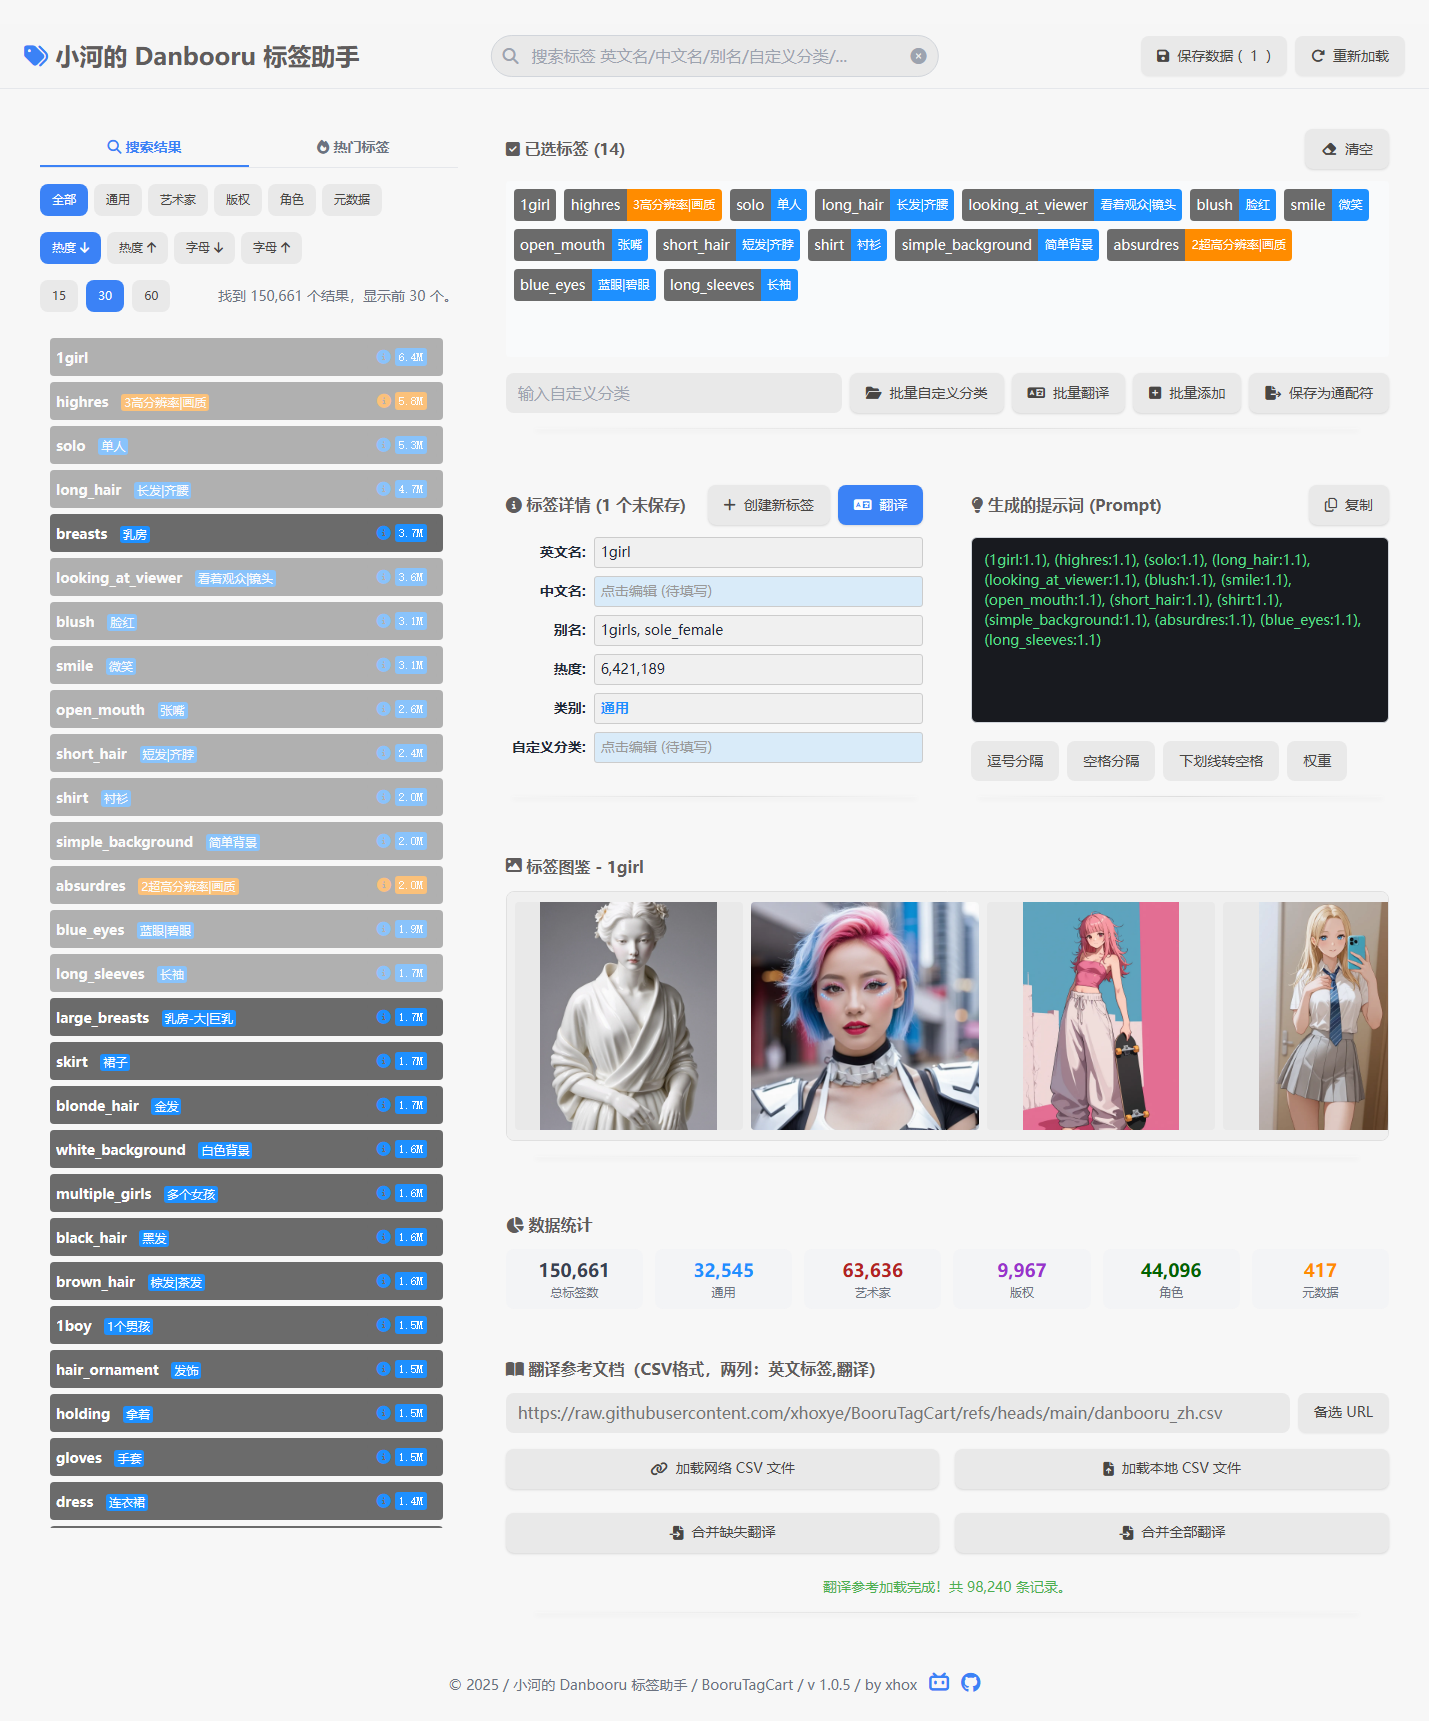 小河的 Danbooru 标签助手
搜索标签 英文名/中文名/别名/自定义分类/...
保存数据 ( 1 )
重新加载
搜索结果
热门标签
全部 通用 艺术家 版权 角色 元数据
热度 热度 字母 字母
15 30 60 找到 150,661 个结果，显示前 30 个。
1girl 6.4M
highres 3高分辨率|画质 5.8M
solo 单人 5.3M
long_hair 长发|齐腰 4.7M
breasts 乳房 3.7M
looking_at_viewer 看着观众|镜头 3.6M
blush 脸红 3.1M
smile 微笑 3.1M
open_mouth 张嘴 2.6M
short_hair 短发|齐脖 2.4M
shirt 衬衫 2.0M
simple_background 简单背景 2.0M
absurdres 2超高分辨率|画质 2.0M
blue_eyes 蓝眼|碧眼 1.9M
long_sleeves 长袖 1.7M
large_breasts 乳房-大|巨乳 1.7M
skirt 裙子 1.7M
blonde_hair 金发 1.7M
white_background 白色背景 1.6M
multiple_girls 多个女孩 1.6M
black_hair 黑发 1.6M
brown_hair 棕发|茶发 1.6M
1boy 1个男孩 1.5M
hair_ornament 发饰 1.5M
holding 拿着 1.5M
gloves 手套 1.5M
dress 连衣裙 1.4M
已选标签 (14)
清空
1girl highres 3高分辨率|画质 solo 单人 long_hair 长发|齐腰 looking_at_viewer 看着观众|镜头 blush 脸红 smile 微笑
open_mouth 张嘴 short_hair 短发|齐脖 shirt 衬衫 simple_background 简单背景 absurdres 2超高分辨率|画质
blue_eyes 蓝眼|碧眼 long_sleeves 长袖
输入自定义分类 批量自定义分类 批量翻译 批量添加 保存为通配符
标签详情 (1 个未保存) 创建新标签 翻译
英文名: 1girl
中文名: 点击编辑 (待填写)
别名: 1girls, sole_female
热度: 6,421,189
类别: 通用
自定义分类: 点击编辑 (待填写)
生成的提示词 (Prompt) 复制
(1girl:1.1), (highres:1.1), (solo:1.1), (long_hair:1.1),
(looking_at_viewer:1.1), (blush:1.1), (smile:1.1),
(open_mouth:1.1), (short_hair:1.1), (shirt:1.1),
(simple_background:1.1), (absurdres:1.1), (blue_eyes:1.1),
(long_sleeves:1.1)
逗号分隔 空格分隔 下划线转空格 权重
标签图鉴 - 1girl
数据统计
150,661 32,545 63,636 9,967 44,096 417
总标签数 通用 艺术家 版权 角色 元数据
翻译参考文档（CSV格式，两列：英文标签,翻译）
https://raw.githubusercontent.com/xhoxye/BooruTagCart/refs/heads/main/danbooru_zh.csv 备选 URL
加载网络 CSV 文件 加载本地 CSV 文件
合并缺失翻译 合并全部翻译
翻译参考加载完成！共 98,240 条记录。
© 2025 / 小河的 Danbooru 标签助手 / BooruTagCart / v 1.0.5 / by xhox